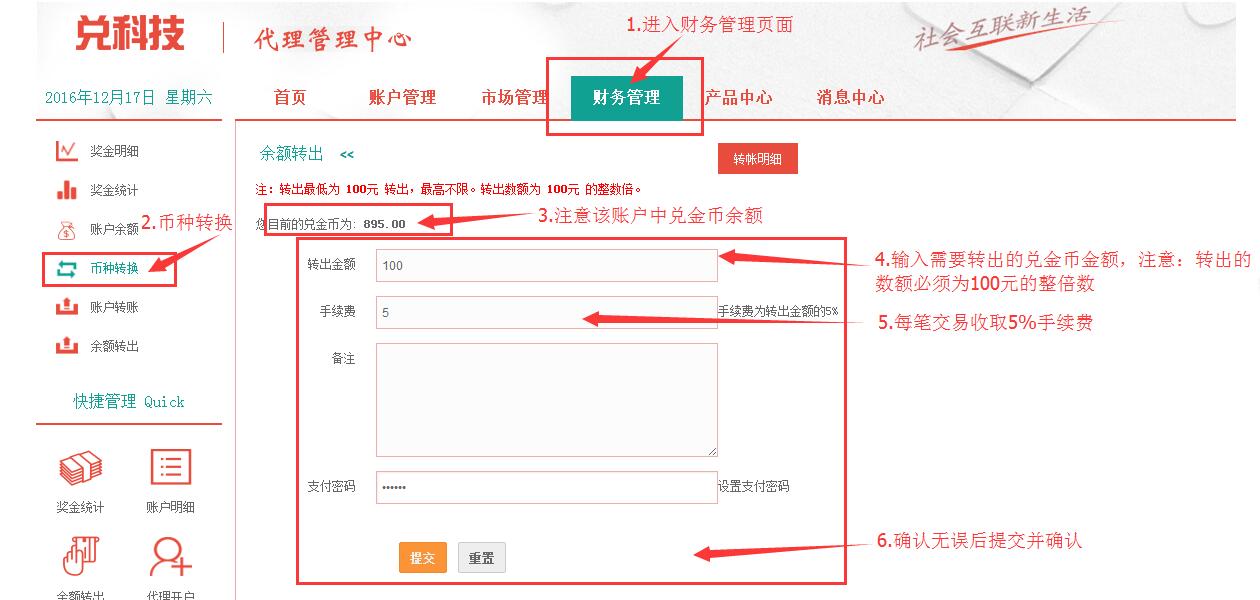 兑科技
代理管理中心
1.进入财务管理页面
社会互联新生活
2016年12月17日 星期六
首页
账户管理
市场管理
财务管理
产品中心
消息中心
奖金明细
奖金统计
账户余额
2.币种转换
币种转换
账户转账
余额转出
快捷管理 Quick
奖金统计
账户明细
余额转出
代理开户
余额转出 <<
转帐明细
注: 转出最低为 100元 转出，最高不限。转出数额为 100元 的整数倍。
您目前的兑金币为: 895.00
3.注意该账户中兑金币余额
转出金额
100
4.输入需要转出的兑金币金额，注意：转出的
数额必须为100元的整倍数
手续费
5
手续费为转出金额的5%
5.每笔交易收取5%手续费
备注
支付密码
••••••
设置支付密码
提交
重置
6.确认无误后提交并确认